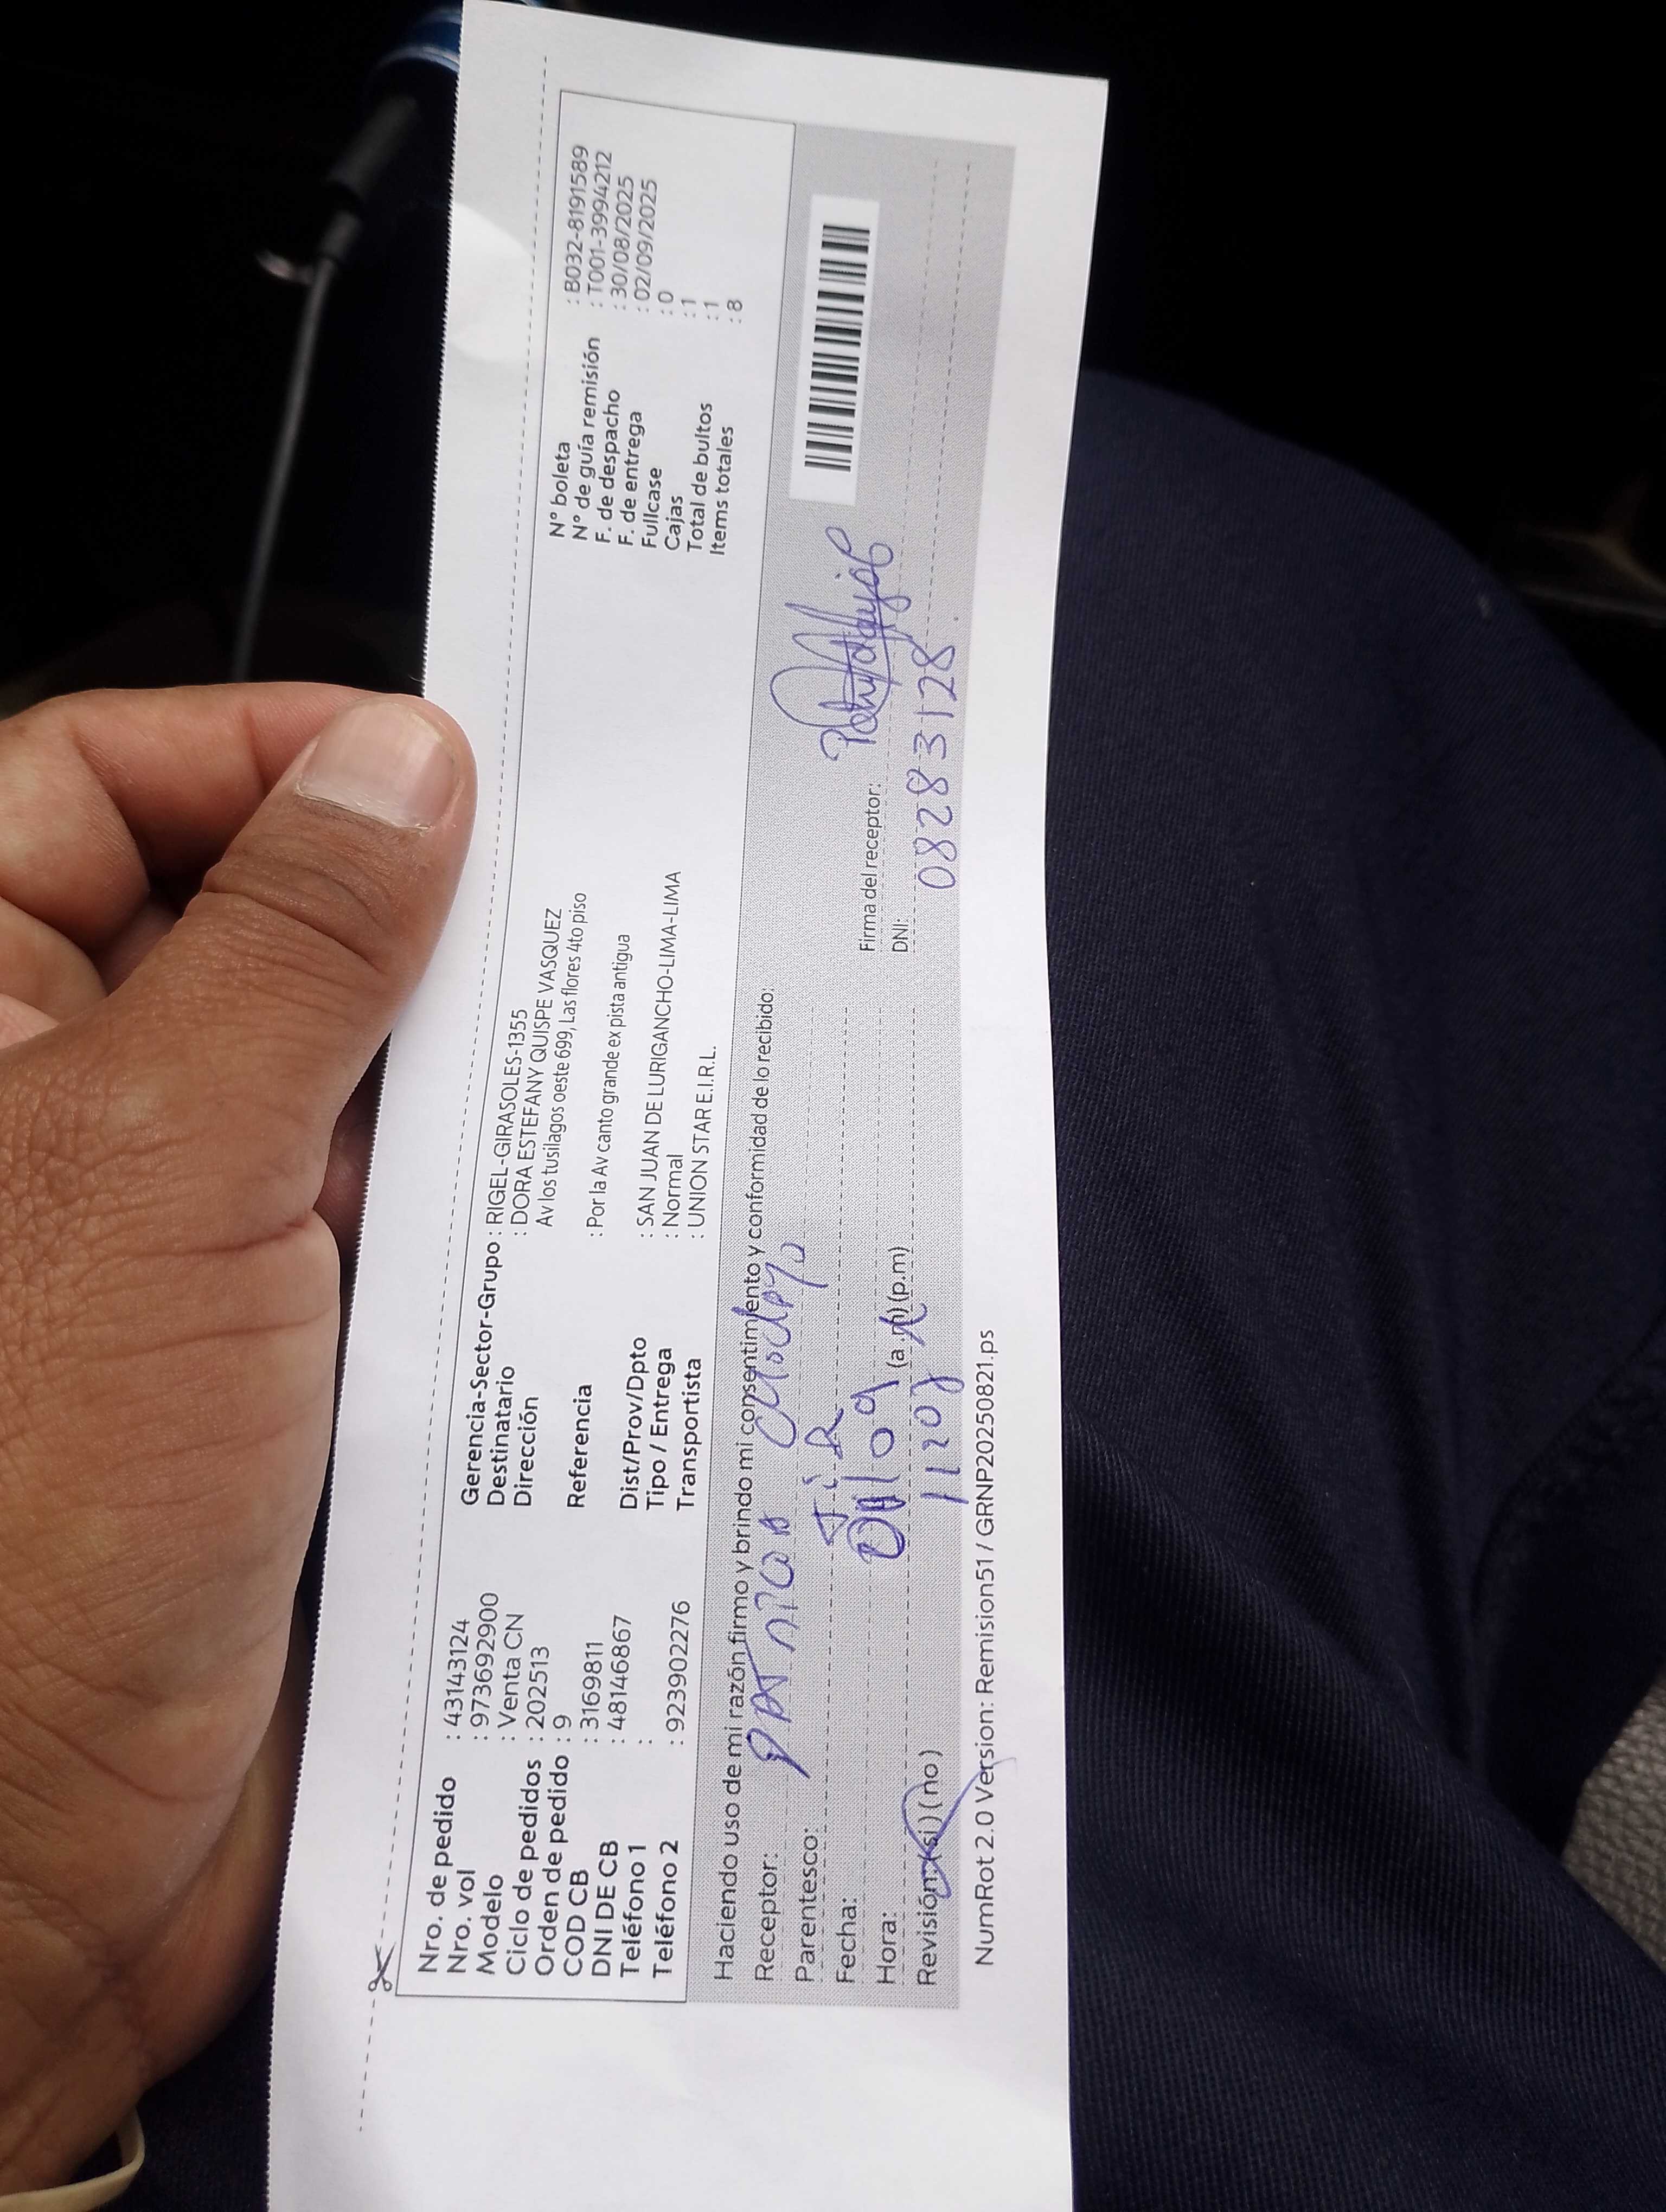 Nro. de pedido : 43143124
Nro. vol : 973692900
Modelo : Venta CN
Ciclo de pedidos : 202513
Orden de pedido : 9
COD CB : 3169811
DNI DE CB : 48146867
Teléfono 1 :
Teléfono 2 : 923902276
Gerencia-Sector-Grupo : RIGEL-GIRASOLES-1355
Destinatario : DORA ESTEFANY QUISPE VASQUEZ
Dirección Av los tusilagos oeste 699, Las flores 4to piso
Referencia : Por la Av canto grande ex pista antigua
Dist/Prov/Dpto : SAN JUAN DE LURIGANCHO-LIMA-LIMA
Tipo / Entrega : Normal
Transportista : UNION STAR E.I.R.L.
N° boleta : B032-8191589
N° de guía remisión : T001-3994212
F. de despacho : 30/08/2025
F. de entrega : 02/09/2025
Fullcase : 0
Cajas : 1
Total de bultos : 1
Items totales : 8
Haciendo uso de mi razón firmo y brindo mi consentimiento y conformidad de lo recibido:
Receptor:
Parentesco:
Fecha:
Hora: (a.m) (p.m)
Revisión: (si) (no)
Firma del receptor:
DNI: 08283128
NumRot 2.0 Version: Remision51 / GRNP20250821.ps